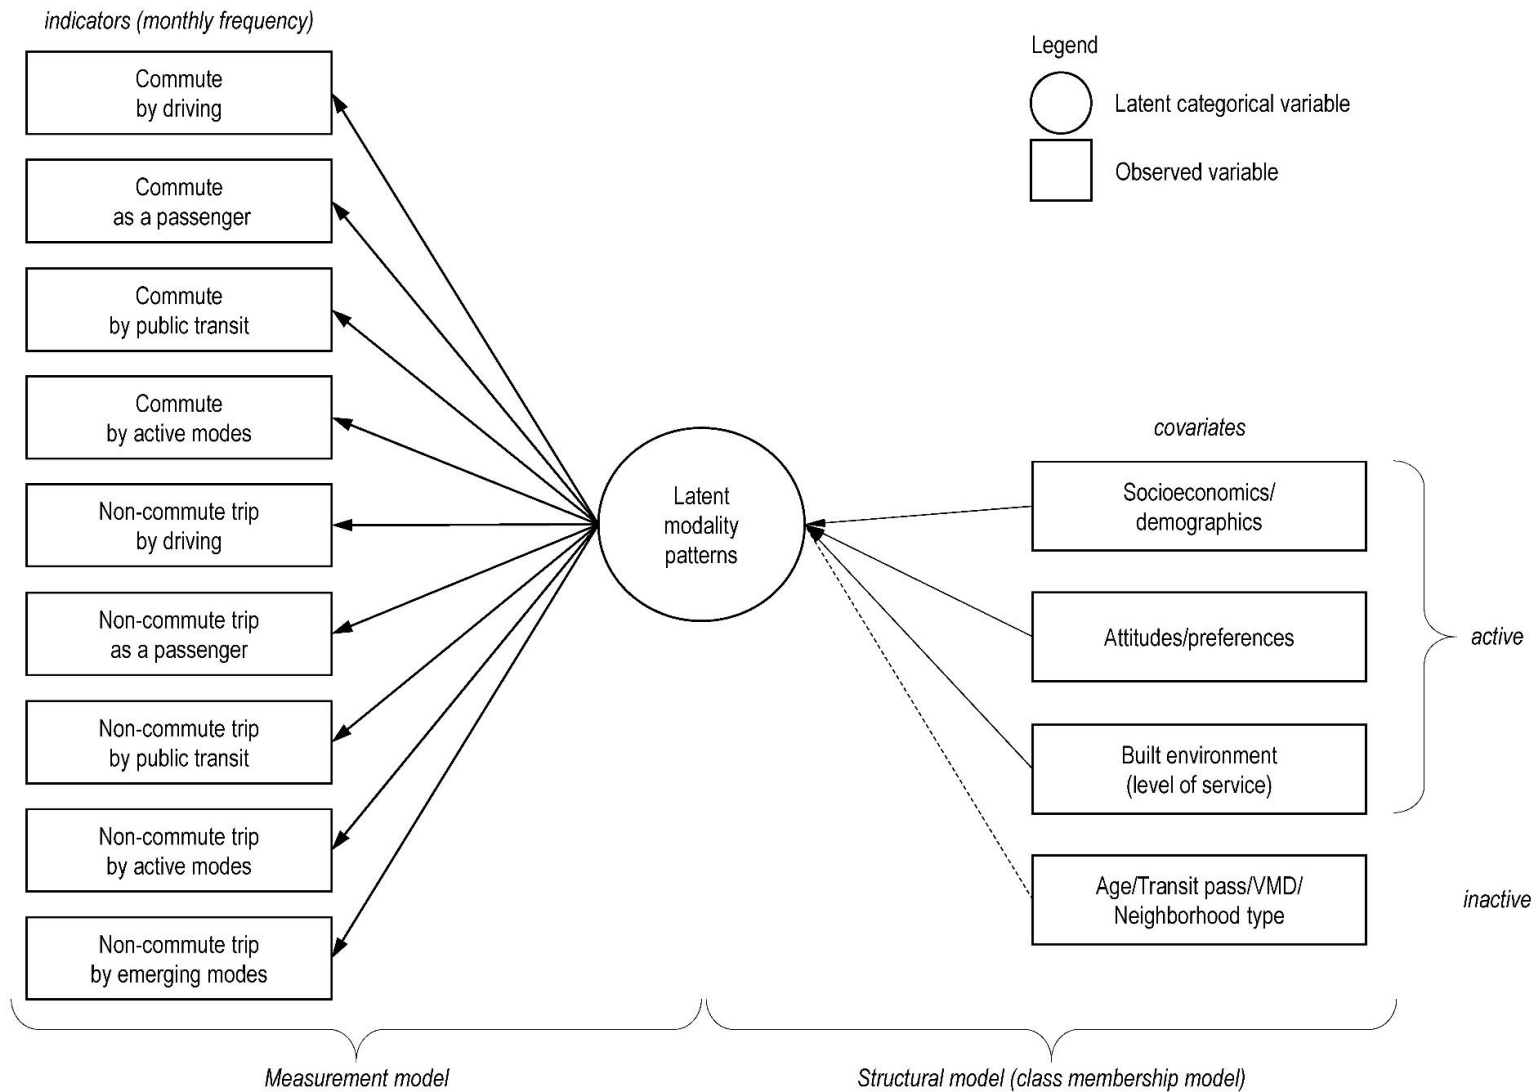 indicators (monthly frequency)
Commute
by driving
Commute
as a passenger
Commute
by public transit
Commute
by active modes
Non-commute trip
by driving
Non-commute trip
as a passenger
Non-commute trip
by public transit
Non-commute trip
by active modes
Non-commute trip
by emerging modes
Measurement model
Latent
modality
patterns
Legend
Latent categorical variable
Observed variable
covariates
Socioeconomics/
demographics
Attitudes/preferences
Built environment
(level of service)
active
Age/Transit pass/VMD/
Neighborhood type
inactive
Structural model (class membership model)